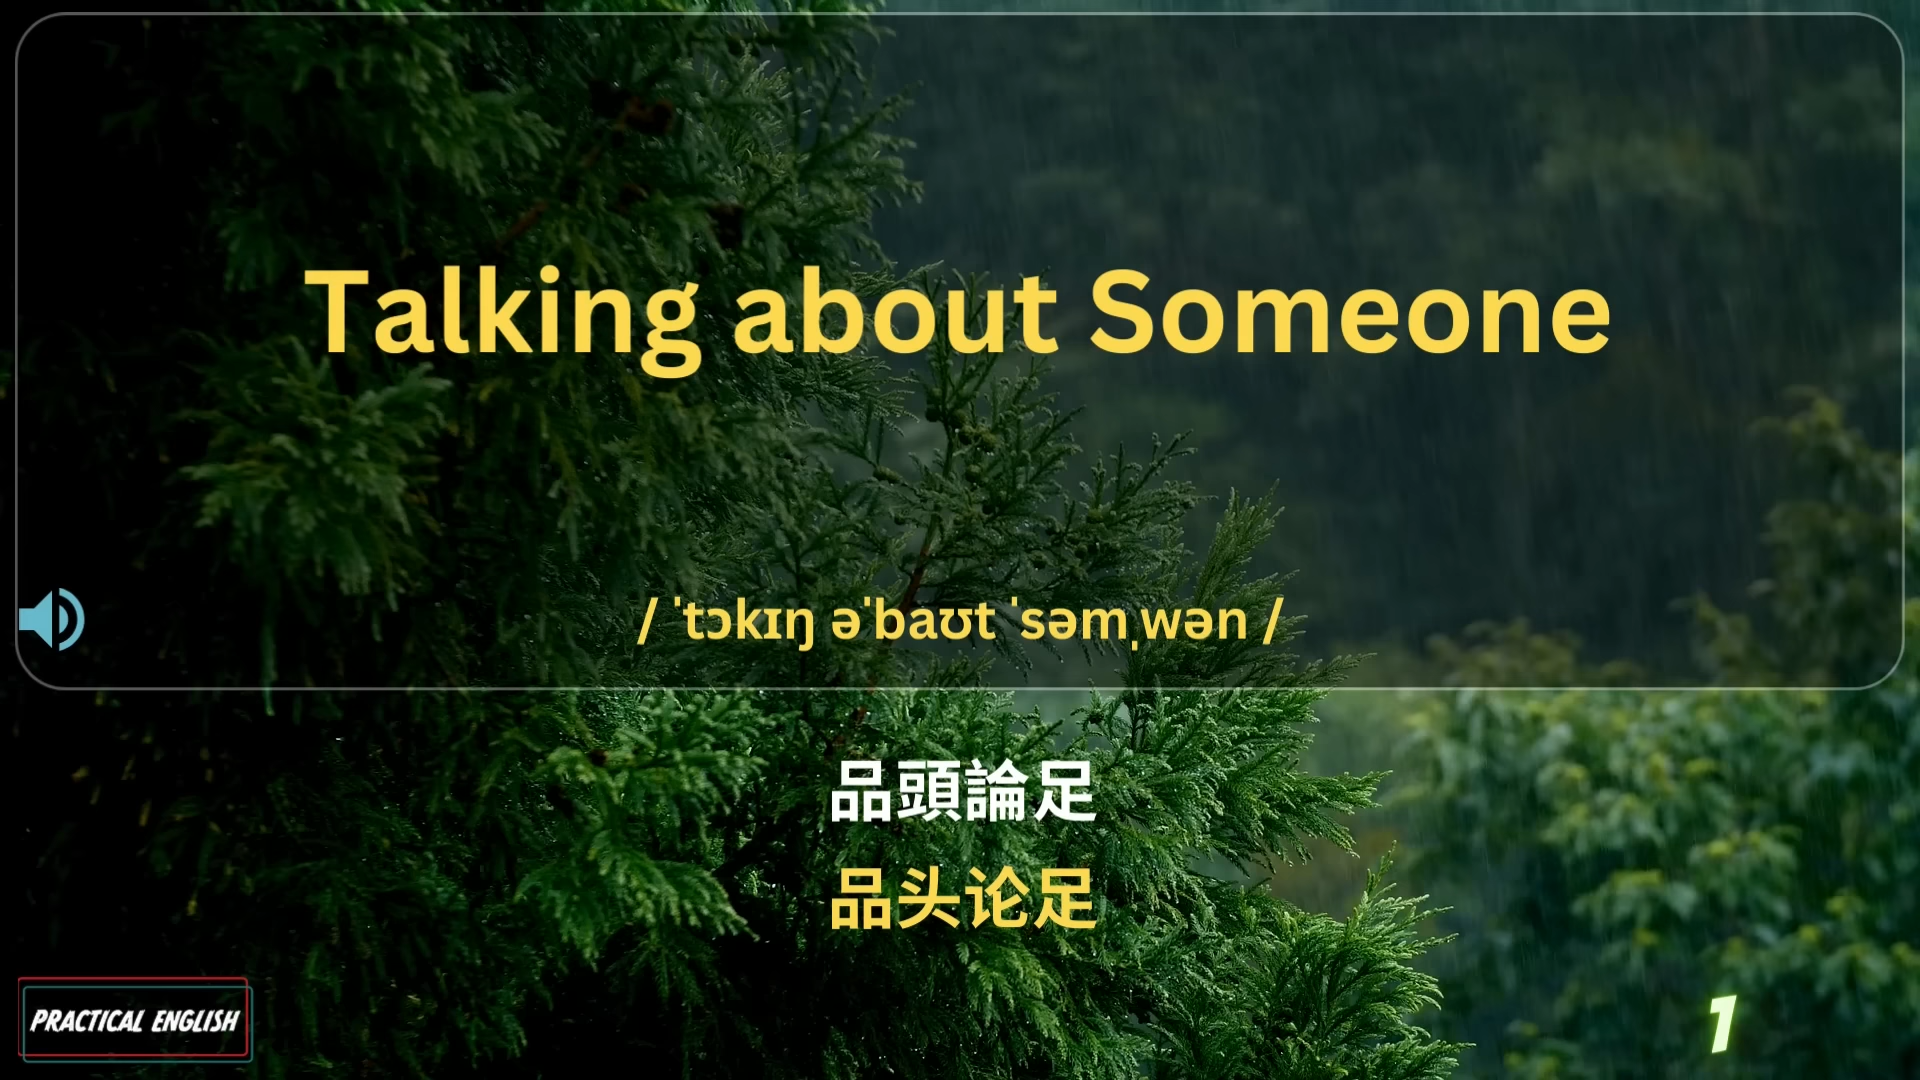 Talking about Someone
/ ˈtɔkɪŋ əˈbaʊt ˈsəmˌwən /
品頭論足
品头论足
PRACTICAL ENGLISH
1